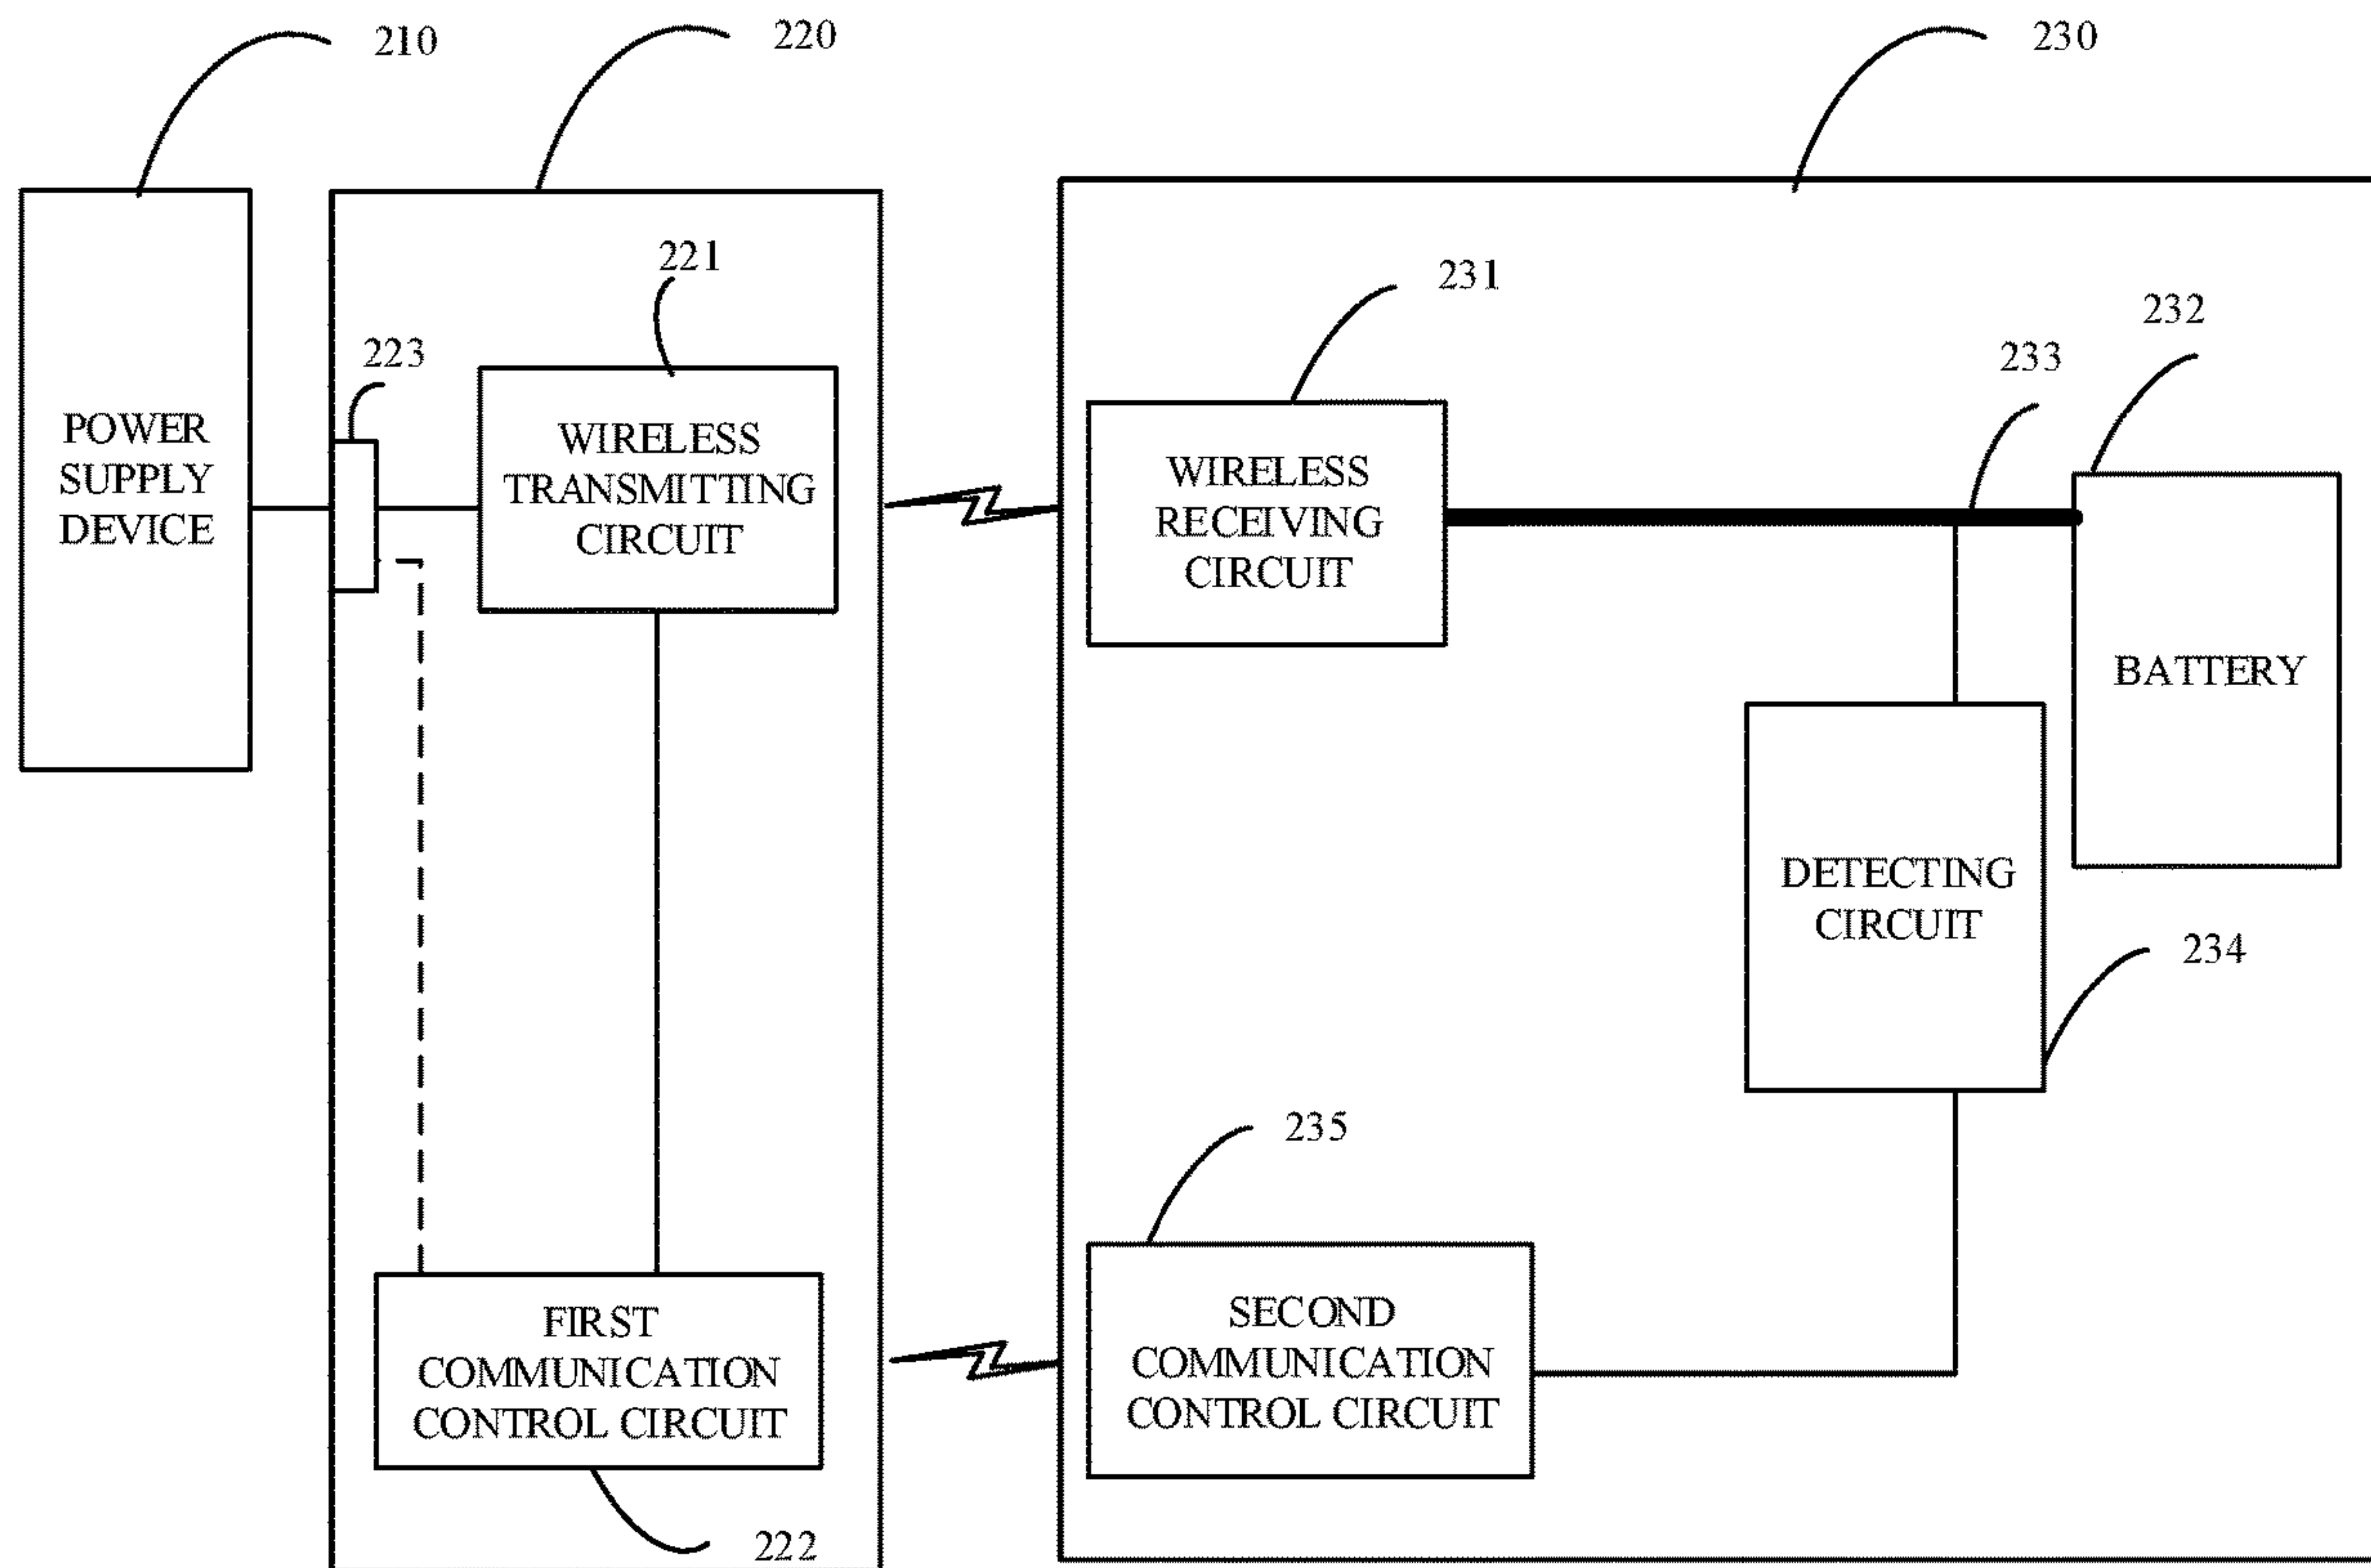 210
220
230
221
231
232
223
233
POWER
SUPPLY
DEVICE
WIRELESS
TRANSMITTING
CIRCUIT
WIRELESS
RECEIVING
CIRCUIT
BATTERY
DETECTING
CIRCUIT
234
235
FIRST
COMMUNICATION
CONTROL CIRCUIT
SECOND
COMMUNICATION
CONTROL CIRCUIT
222